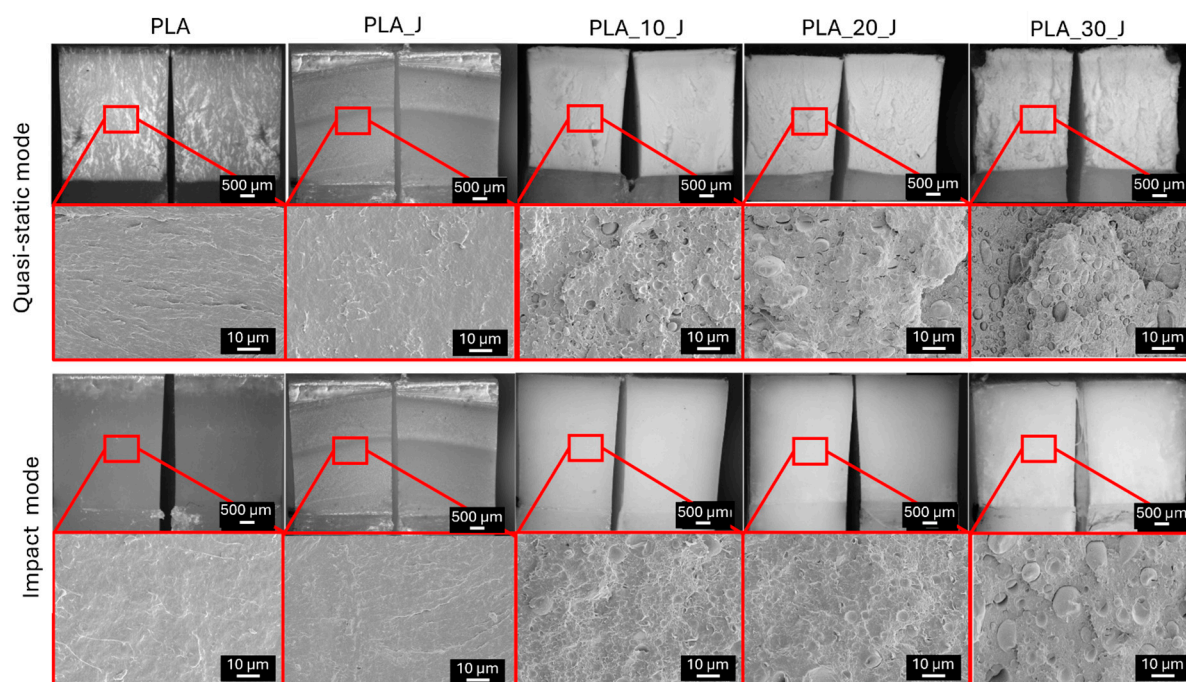 PLA PLA_J PLA_10_J PLA_20_J PLA_30_J
Quasi-static mode
500 µm 500 µm 500 µm 500 µm 500 µm
10 µm 10 µm 10 µm 10 µm 10 µm
Impact mode
500 µm 500 µm 500 µm 500 µm 500 µm
10 µm 10 µm 10 µm 10 µm 10 µm